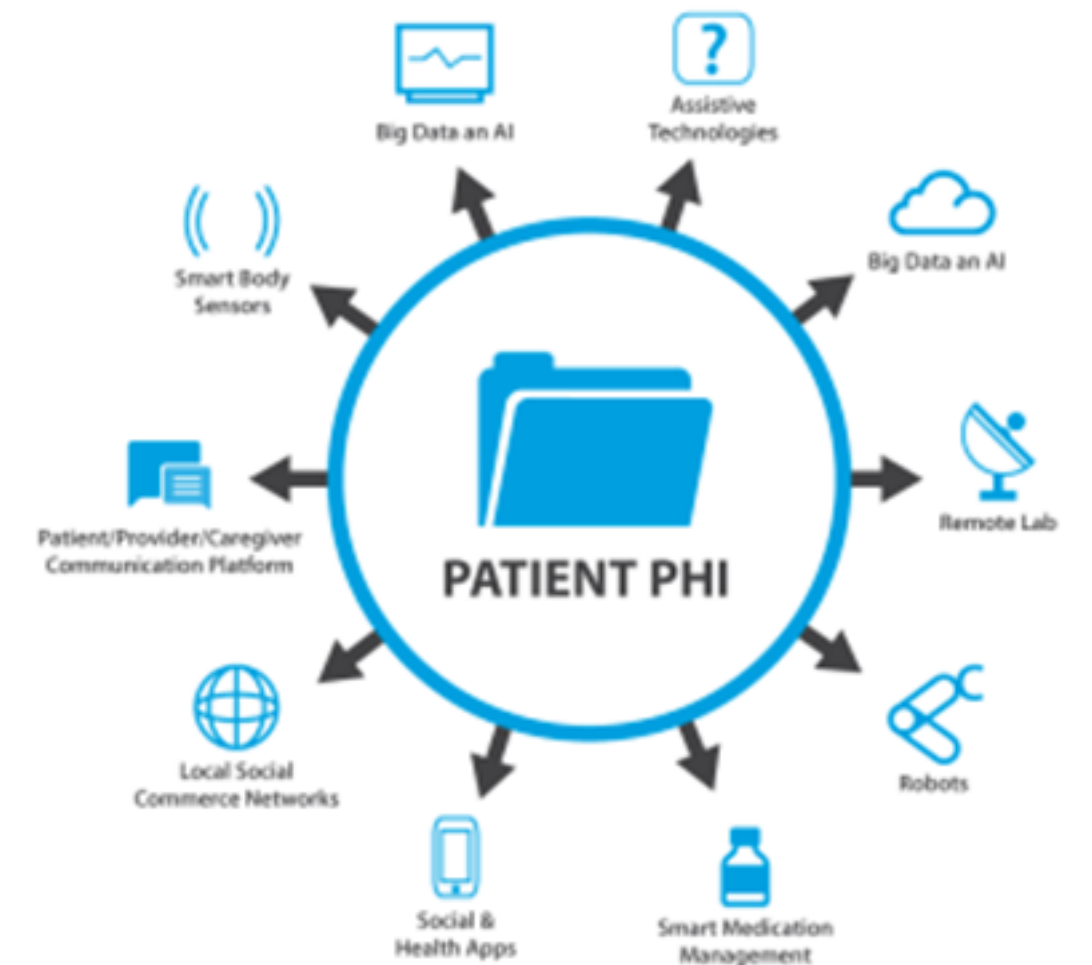 Big Data an AI
?
Assistive
Technologies
Big Data an AI
Smart Body
Sensors
Remote Lab
Patient/Provider/Caregiver
Communication Platform
PATIENT PHI
Local Social
Commerce Networks
Robots
Social &
Health Apps
Smart Medication
Management